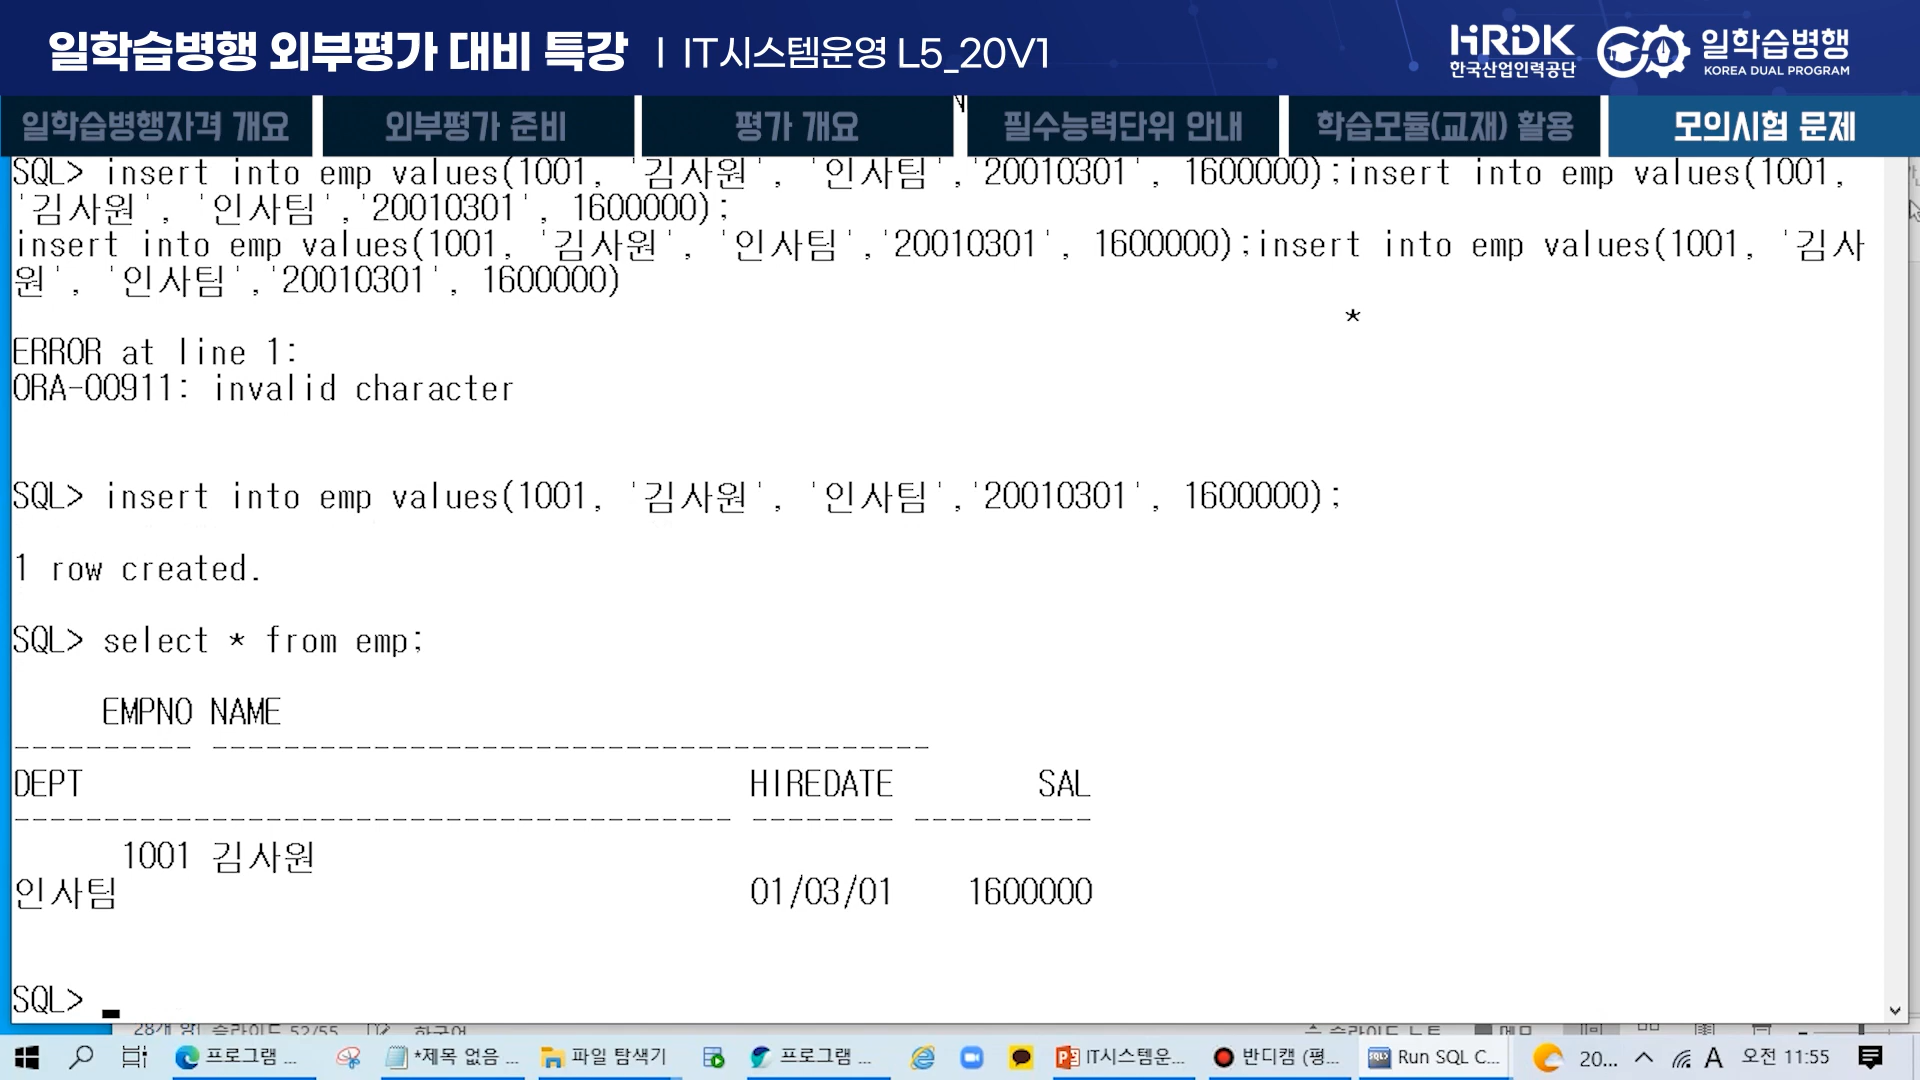 일학습병행 외부평가 대비 특강 | IT시스템운영 L5_20V1
HRDK 한국산업인력공단
일학습병행 KOREA DUAL PROGRAM
일학습병행자격 개요
외부평가 준비
평가 개요
필수능력단위 안내
학습모듈(교재) 활용
모의시험 문제
SQL> insert into emp values(1001, '김사원', '인사팀','20010301', 1600000);insert into emp values(1001,
'김사원', '인사팀','20010301', 1600000);
insert into emp values(1001, '김사원', '인사팀','20010301', 1600000);insert into emp values(1001, '김사
원', '인사팀','20010301', 1600000)
*
ERROR at line 1:
ORA-00911: invalid character
SQL> insert into emp values(1001, '김사원', '인사팀','20010301', 1600000);
1 row created.
SQL> select * from emp;
EMPNO NAME
---------- ----------------------------------------
DEPT HIREDATE SAL
---------------------------------------- -------- ----------
1001 김사원
인사팀 01/03/01 1600000
SQL>
프로그램 ...
*제목 없음 ...
파일 탐색기
프로그램 ...
IT시스템운...
반디캠 (평...
Run SQL C...
20...
A
오전 11:55